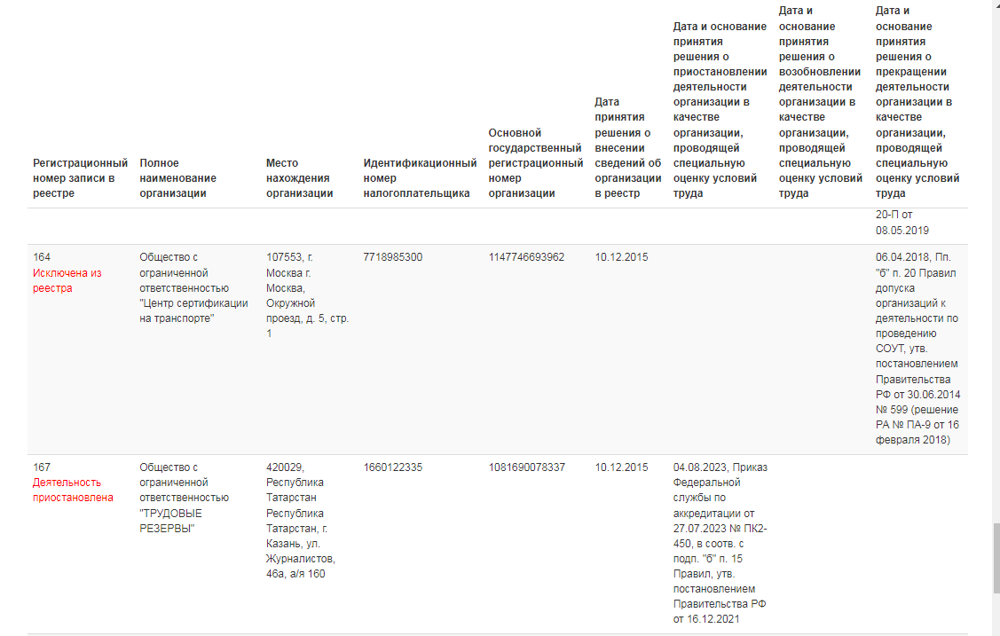 Регистрационный
номер записи в
реестре
Полное
наименование
организации
Место
нахождения
организации
Идентификационный
номер
налогоплательщика
Основной
государственный
регистрационный
номер
организации
Дата
принятия
решения о
внесении
сведений об
организации
в реестр
Дата и основание
принятия
решения о
приостановлении
деятельности
организации в
качестве
организации,
проводящей
специальную
оценку условий
труда
Дата и
основание
принятия
решения о
возобновлении
деятельности
организации в
качестве
организации,
проводящей
специальную
оценку условий
труда
Дата и
основание
принятия
решения о
прекращении
деятельности
организации в
качестве
организации,
проводящей
специальную
оценку условий
труда
20-П от
08.05.2019
164
Исключена из
реестра
Общество с
ограниченной
ответственностью
"Центр сертификации
на транспорте"
107553, г.
Москва г.
Москва,
Окружной
проезд, д. 5, стр.
1
7718985300
1147746693962
10.12.2015
06.04.2018, Пп.
"б" п. 20 Правил
допуска
организаций к
деятельности по
проведению
СОУТ, утв.
постановлением
Правительства
РФ от 30.06.2014
№ 599 (решение
РА № ПА-9 от 16
февраля 2018)
167
Деятельность
приостановлена
Общество с
ограниченной
ответственностью
"ТРУДОВЫЕ
РЕЗЕРВЫ"
420029,
Республика
Татарстан
Республика
Татарстан, г.
Казань, ул.
Журналистов,
46а, а/я 160
1660122335
1081690078337
10.12.2015
04.08.2023, Приказ
Федеральной
службы по
аккредитации от
27.07.2023 № ПК2-
450, в соотв. с
подп. "б" п. 15
Правил, утв.
постановлением
Правительства РФ
от 16.12.2021